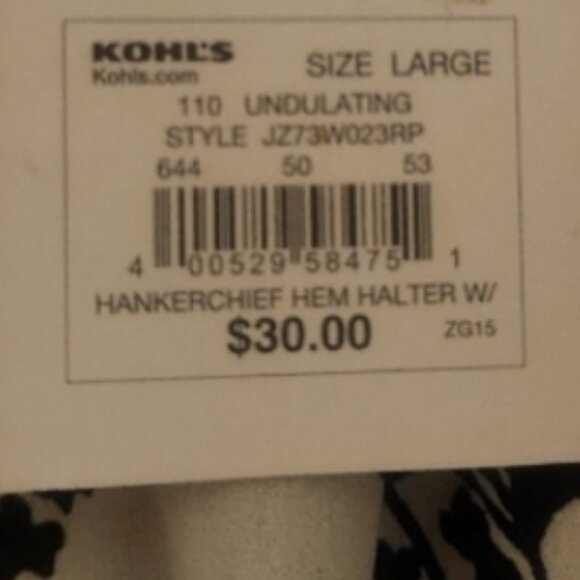 KOHL'S
Kohls.com
SIZE LARGE
110 UNDULATING
STYLE JZ73W023RP
644 50 53
4 00529 58475 1
HANKERCHIEF HEM HALTER W/
$30.00
ZG15